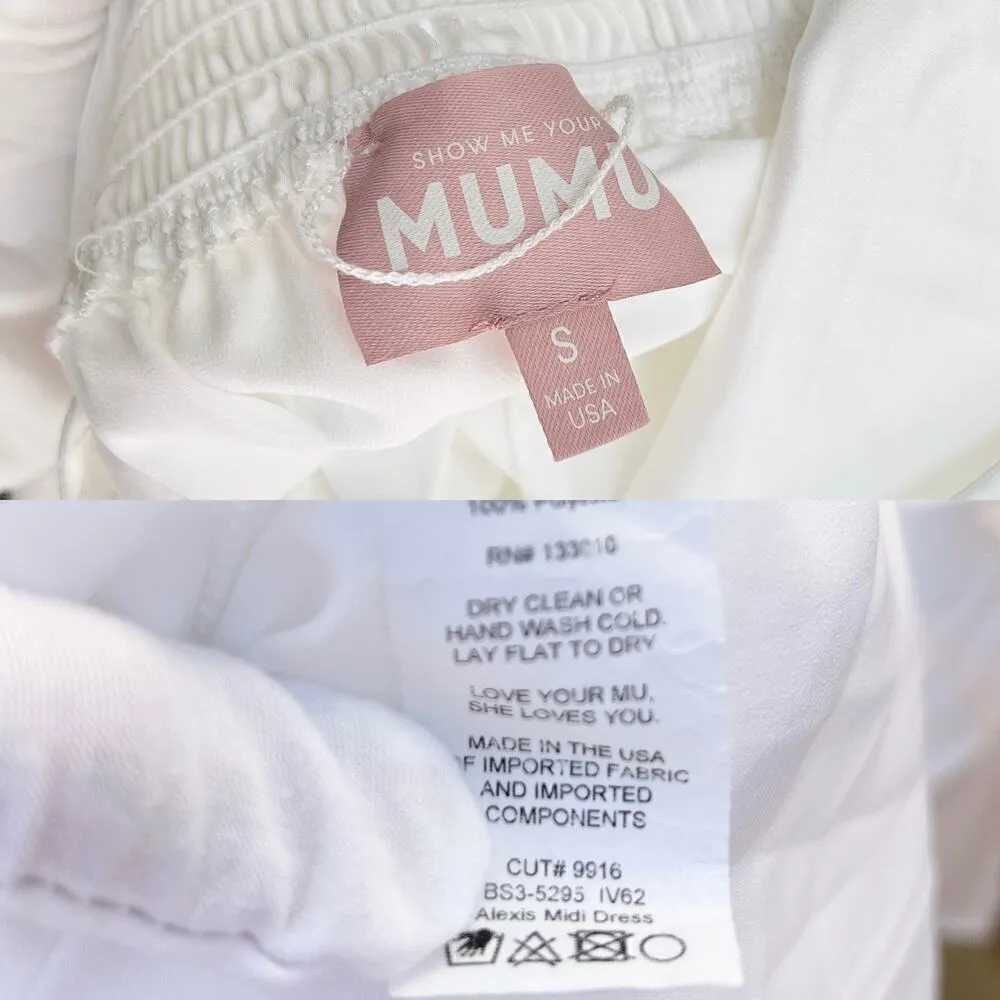 SHOW ME YOUR
MUMU
S
MADE IN
USA
100%
RN# 133010
DRY CLEAN OR
HAND WASH COLD.
LAY FLAT TO DRY
LOVE YOUR MU,
SHE LOVES YOU.
MADE IN THE USA
F IMPORTED FABRIC
AND IMPORTED
COMPONENTS
CUT# 9916
BS3-5295 IV62
Alexis Midi Dress